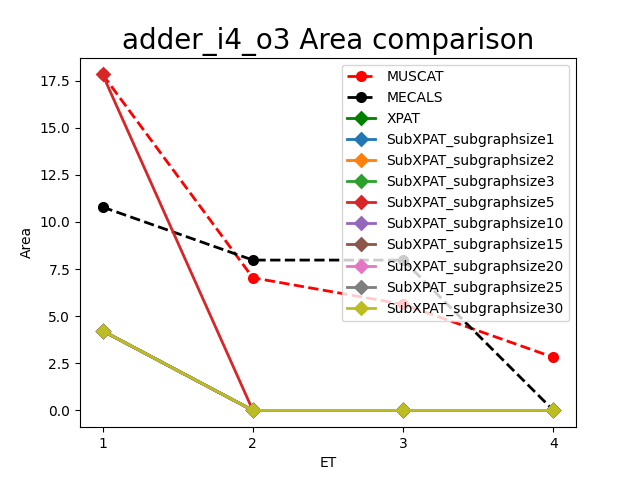 adder_i4_o3 Area comparison
17.5
15.0
12.5
10.0
7.5
5.0
2.5
0.0
Area
MUSCAT
MECALS
XPAT
SubXPAT_subgraphsize1
SubXPAT_subgraphsize2
SubXPAT_subgraphsize3
SubXPAT_subgraphsize5
SubXPAT_subgraphsize10
SubXPAT_subgraphsize15
SubXPAT_subgraphsize20
SubXPAT_subgraphsize25
SubXPAT_subgraphsize30
1 2 3 4
ET